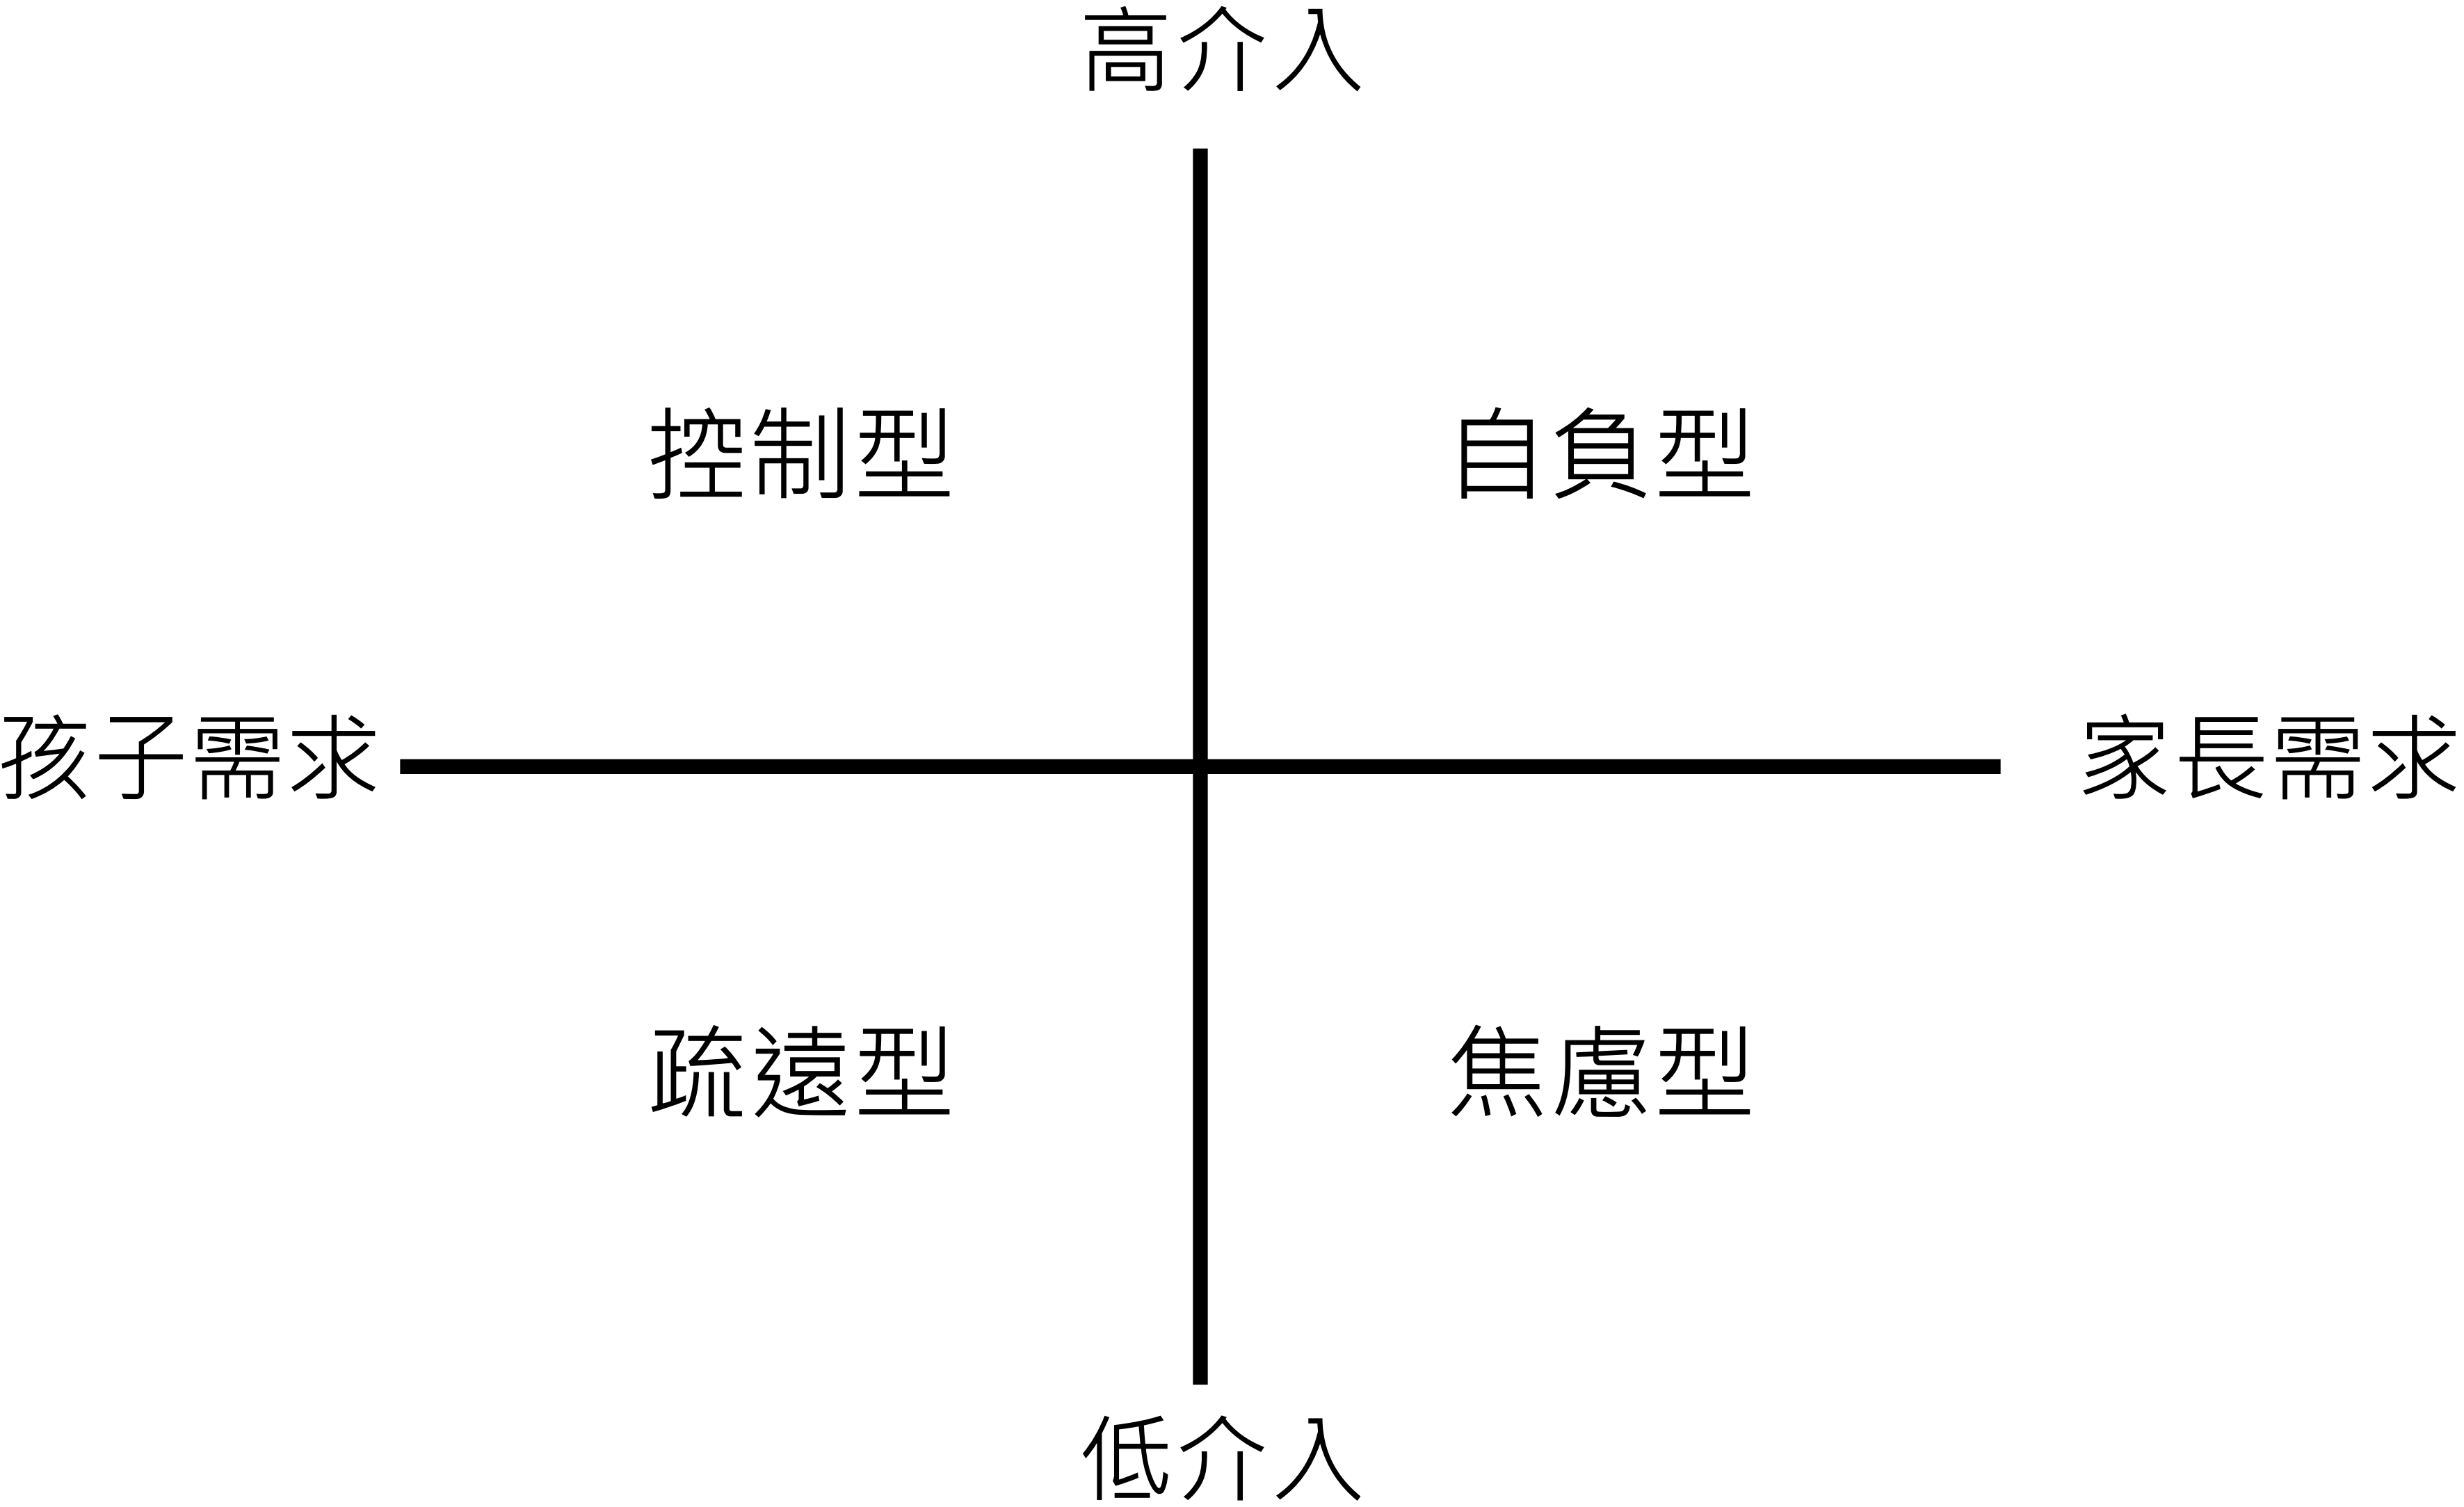 高介入
控制型
自負型
孩子需求
家長需求
疏遠型
焦慮型
低介入